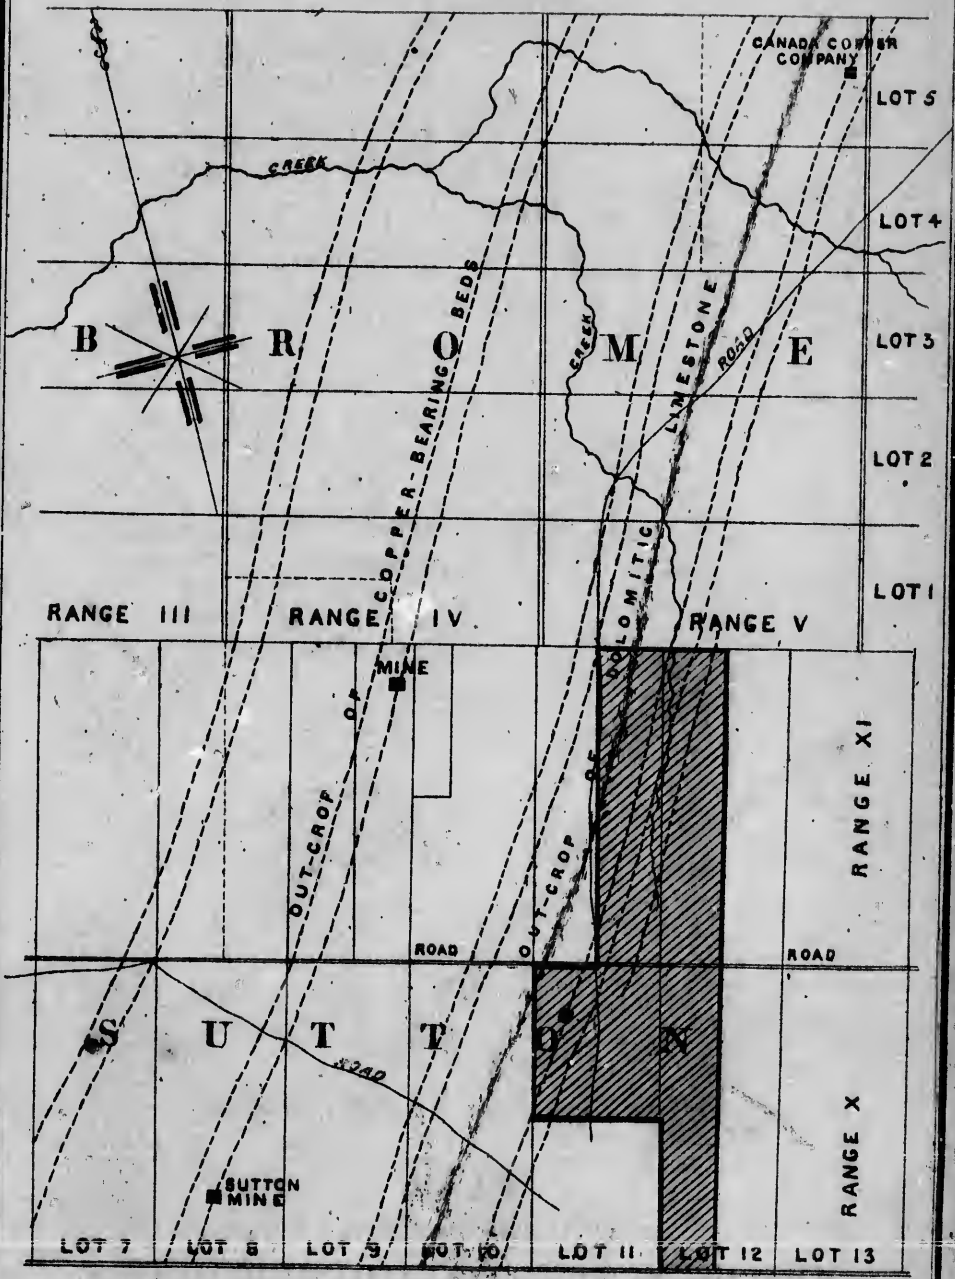 CANADA COPPER
COMPANY
LOT 5
CREEK
LOT 4
BROME
LOT 3
CREEK
ROAD
LOT 2
LOT 1
RANGE III
RANGE IV
RANGE V
OUT-CROP OF COPPER-BEARING BEDS
OUT-CROP OF DOLOMITIC LIMESTONE
MINE
RANGE XI
ROAD
ROAD
SUTTON
ROAD
RANGE X
SUTTON
MINE
LOT 7
LOT 8
LOT 9
LOT 10
LOT 11
LOT 12
LOT 13